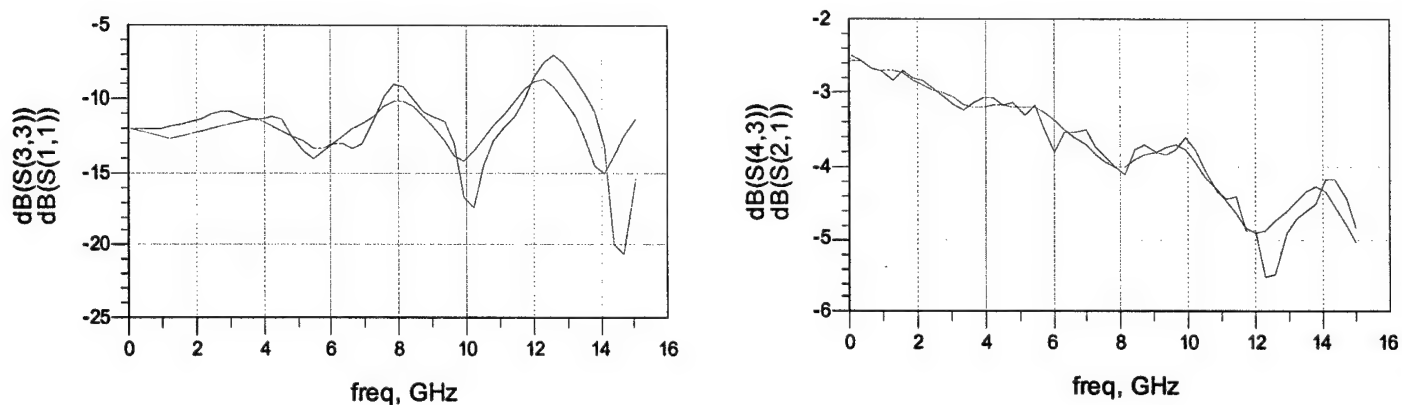 -5
-10
-15
-20
-25
dB(S(3,3))
dB(S(1,1))
0 2 4 6 8 10 12 14 16
freq, GHz
-2
-3
-4
-5
-6
dB(S(4,3))
dB(S(2,1))
0 2 4 6 8 10 12 14 16
freq, GHz